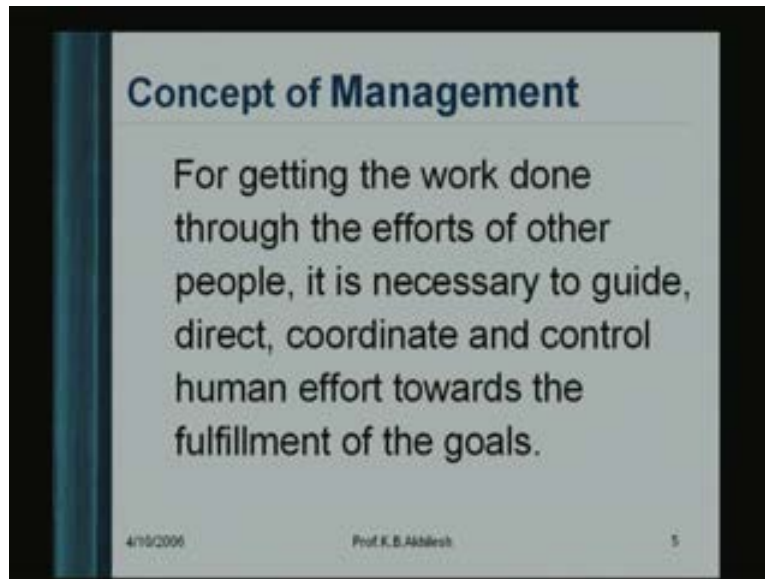 Concept of Management
For getting the work done
through the efforts of other
people, it is necessary to guide,
direct, coordinate and control
human effort towards the
fulfillment of the goals.
4/10/2006 Prof.K.B.Akhilesh 5